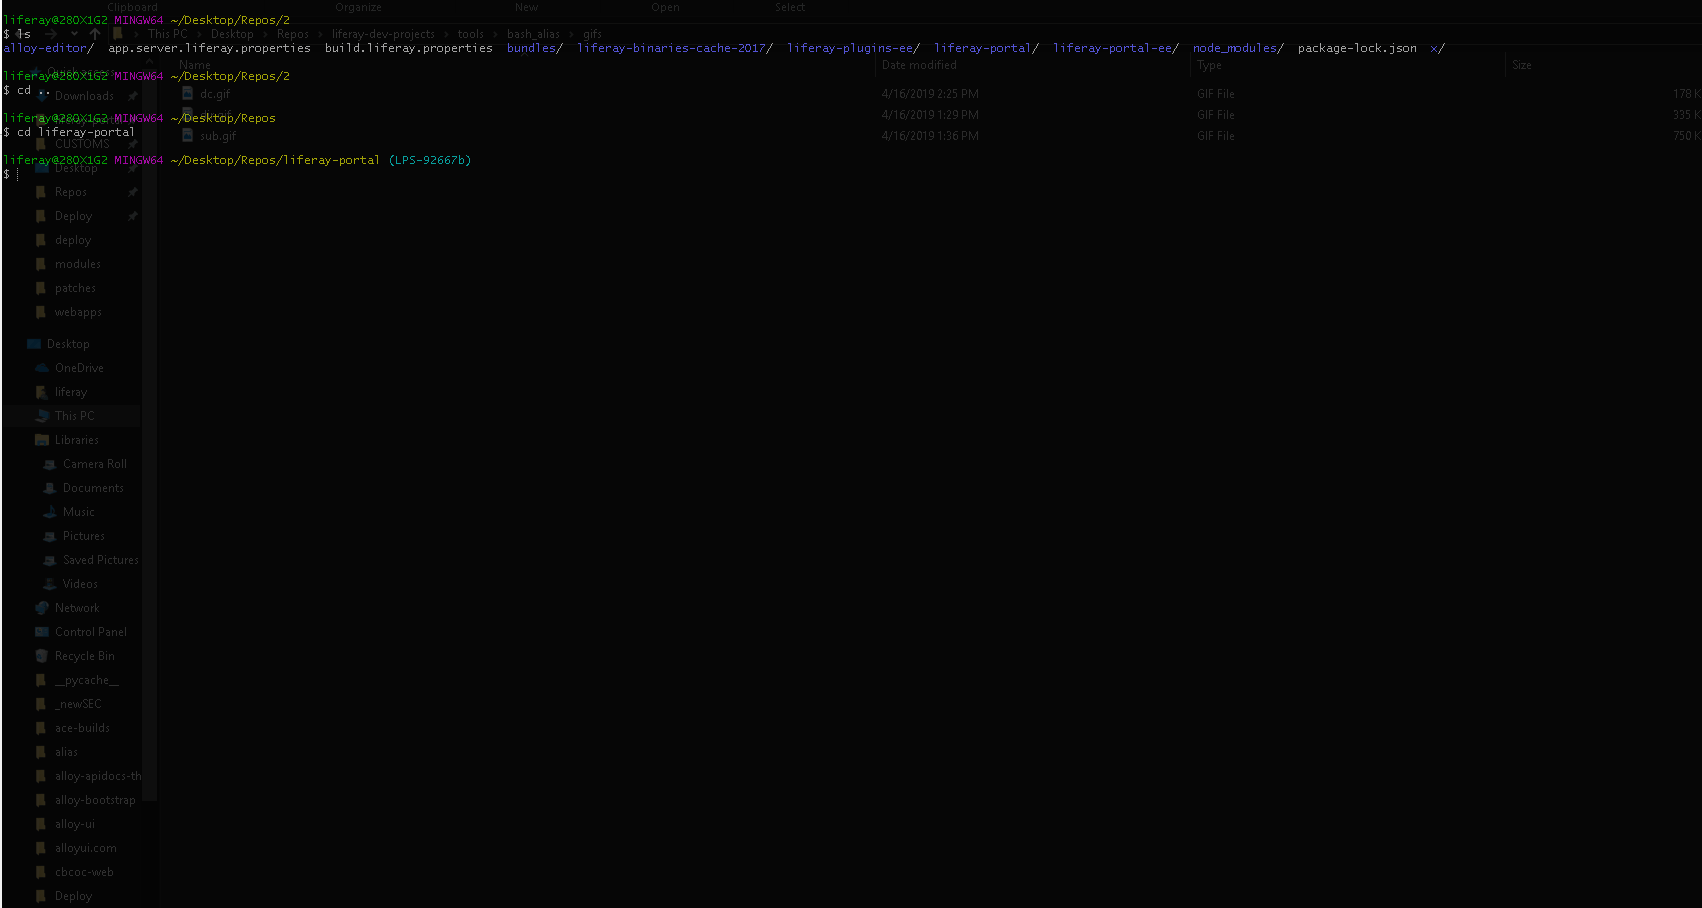 Clipboard Organize New Open Select
liferay@280X1G2 MINGW64 ~/Desktop/Repos/2
$ ls
This PC > Desktop > Repos > liferay-dev-projects > tools > bash_alias > gifs
alloy-editor/ app.server.liferay.properties build.liferay.properties bundles/ liferay-binaries-cache-2017/ liferay-plugins-ee/ liferay-portal/ liferay-portal-ee/ node_modules/ package-lock.json x/
Name Date modified Type Size
liferay@280X1G2 MINGW64 ~/Desktop/Repos/2
$ cd ..
Downloads
dc.gif 4/16/2019 2:25 PM GIF File 178 K
4/16/2019 1:29 PM GIF File 335 K
liferay@280X1G2 MINGW64 ~/Desktop/Repos
$ cd liferay-portal
sub.gif 4/16/2019 1:36 PM GIF File 750 K
CUSTOMS
liferay@280X1G2 MINGW64 ~/Desktop/Repos/liferay-portal (LPS-92667b)
Desktop
$
Repos
Deploy
deploy
modules
patches
webapps
Desktop
OneDrive
liferay
This PC
Libraries
Camera Roll
Documents
Music
Pictures
Saved Pictures
Videos
Network
Control Panel
Recycle Bin
__pycache__
_newSEC
ace-builds
alias
alloy-apidocs-th
alloy-bootstrap
alloy-ui
alloyui.com
cbcoc-web
Deploy